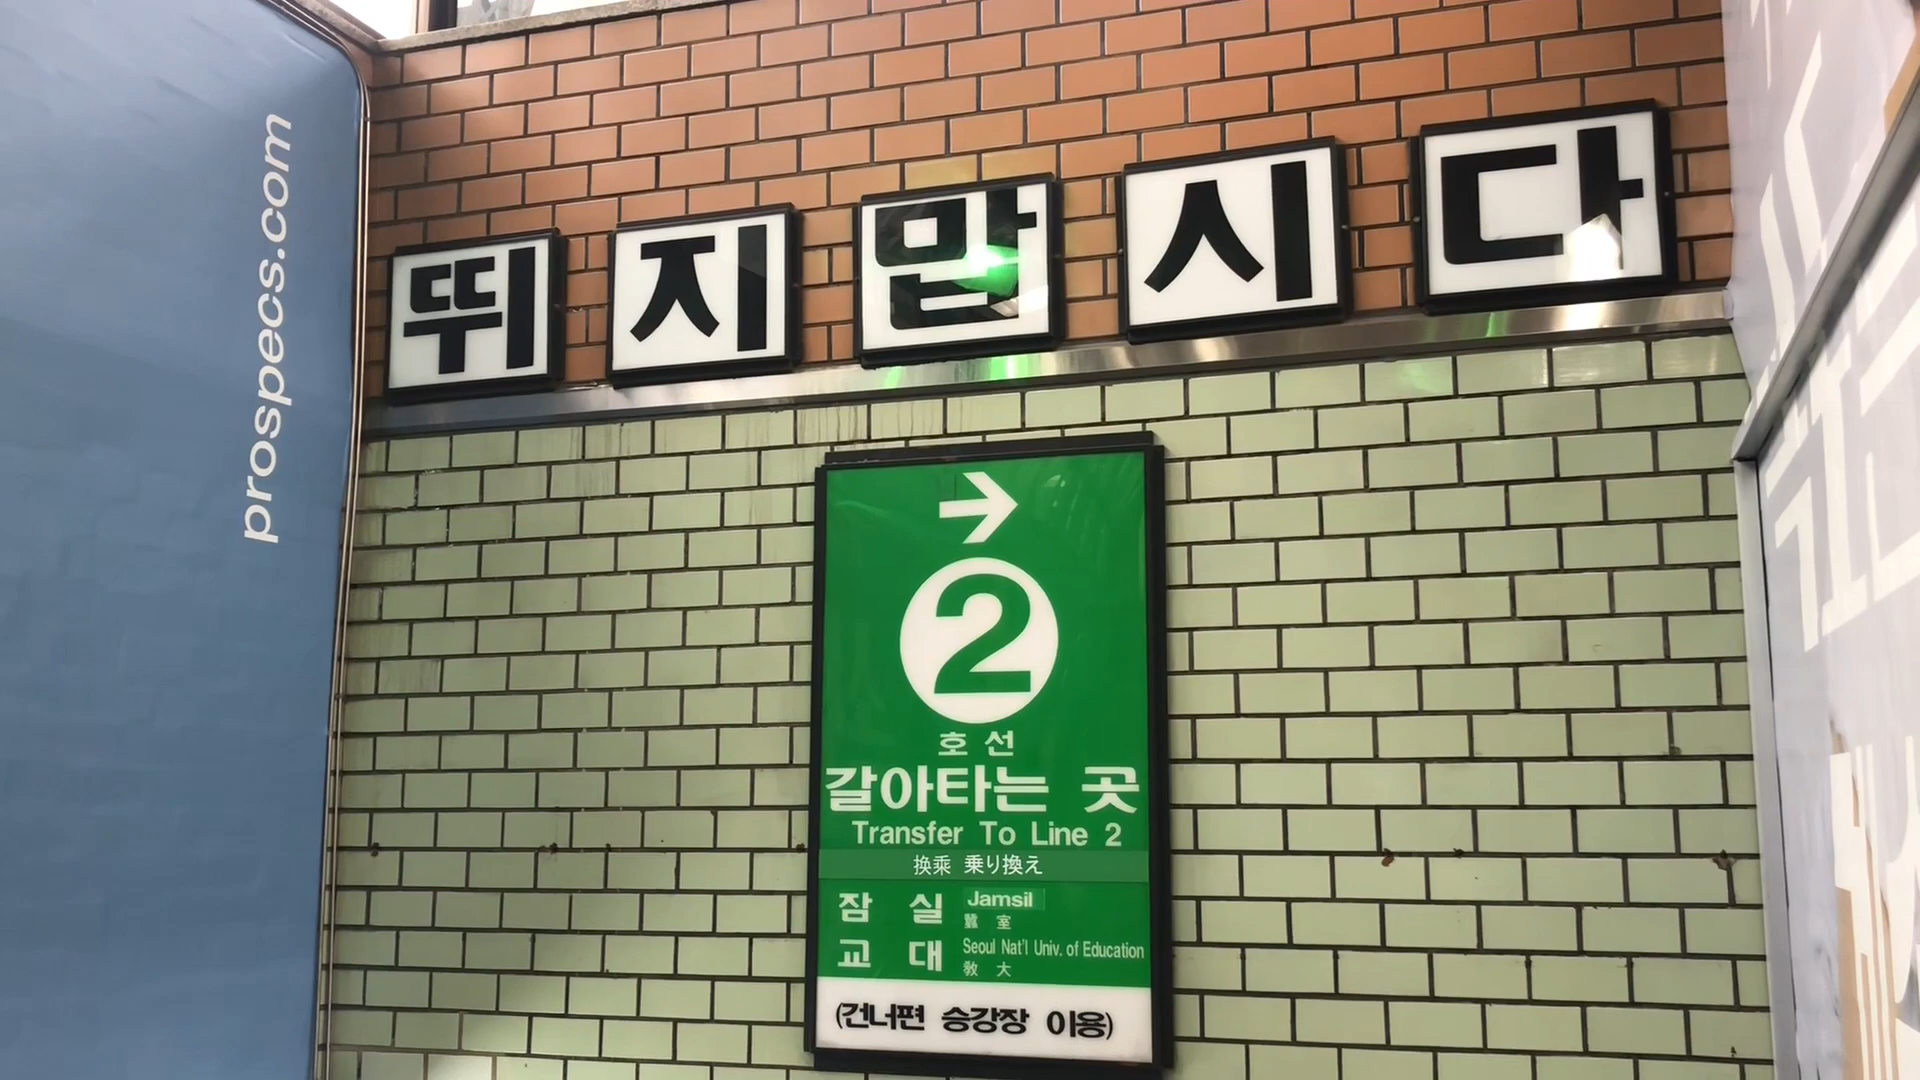 prospecs.com
뛰지맙시다
→
2
호선
갈아타는 곳
Transfer To Line 2
换乘 乗り換え
잠실 Jamsil
蠶室
교대 Seoul Nat'l Univ. of Education
敎大
(건너편 승강장 이용)